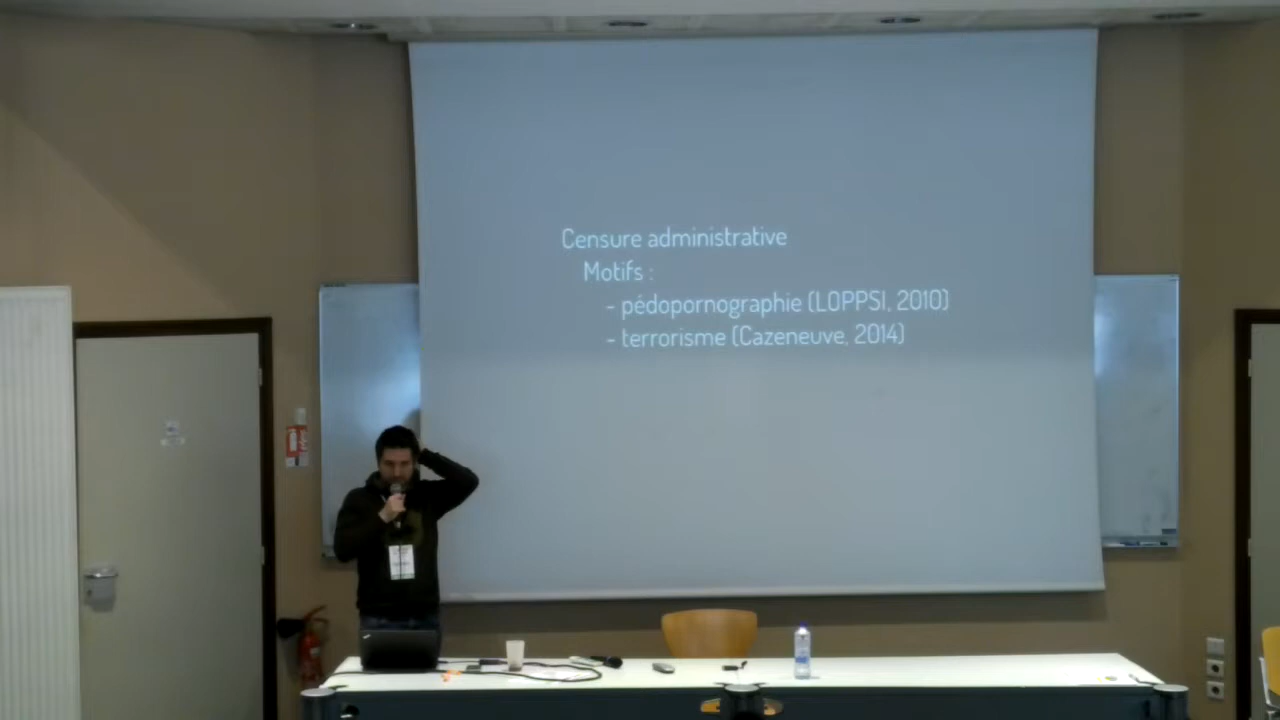 Censure administrative
Motifs :
- pédopornographie (LOPPSI, 2010)
- terrorisme (Cazeneuve, 2014)